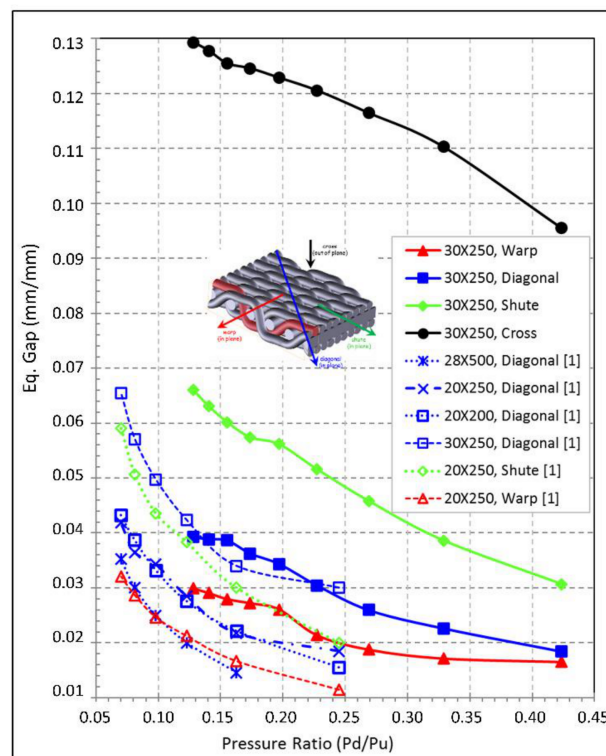 0.13
0.12
0.11
0.10
0.09
0.08
0.07
0.06
0.05
0.04
0.03
0.02
0.01
Eq. Gap (mm/mm)
cross
(out of plane)
warp
(in plane)
diagonal
(in plane)
shute
(in plane)
30X250, Warp
30X250, Diagonal
30X250, Shute
30X250, Cross
28X500, Diagonal [1]
20X250, Diagonal [1]
20X200, Diagonal [1]
30X250, Diagonal [1]
20X250, Shute [1]
20X250, Warp [1]
0.05 0.10 0.15 0.20 0.25 0.30 0.35 0.40 0.45
Pressure Ratio (Pd/Pu)